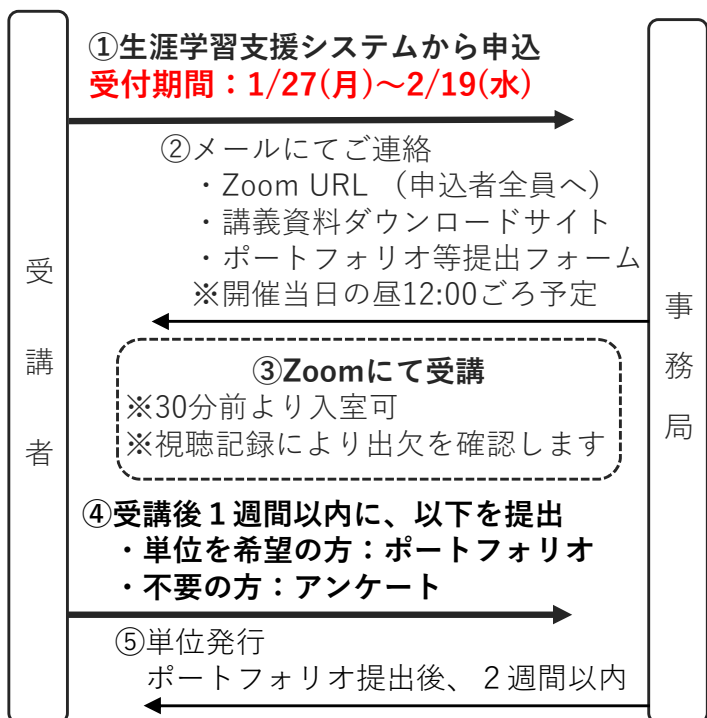 ①生涯学習支援システムから申込
受付期間：1/27(月)～2/19(水)
②メールにてご連絡
・Zoom URL （申込者全員へ）
・講義資料ダウンロードサイト
・ポートフォリオ等提出フォーム
※開催当日の昼12:00ごろ予定
受講者
事務局
③Zoomにて受講
※30分前より入室可
※視聴記録により出欠を確認します
④受講後１週間以内に、以下を提出
・単位を希望の方：ポートフォリオ
・不要の方：アンケート
⑤単位発行
ポートフォリオ提出後、２週間以内